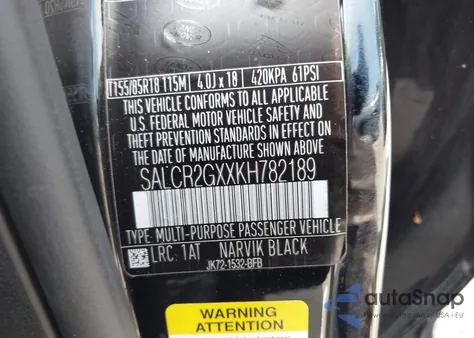 T155/85R18 115M 4.0J x 18 420KPA 61PSI
THIS VEHICLE CONFORMS TO ALL APPLICABLE
U.S. FEDERAL MOTOR VEHICLE SAFETY AND
THEFT PREVENTION STANDARDS IN EFFECT ON
THE DATE OF MANUFACTURE SHOWN ABOVE.
SALCR2GXXKH782189
TYPE: MULTI-PURPOSE PASSENGER VEHICLE
LRC: 1AT NARVIK BLACK
JK72-1532-BFB
WARNING
ATTENTION
autoSnap